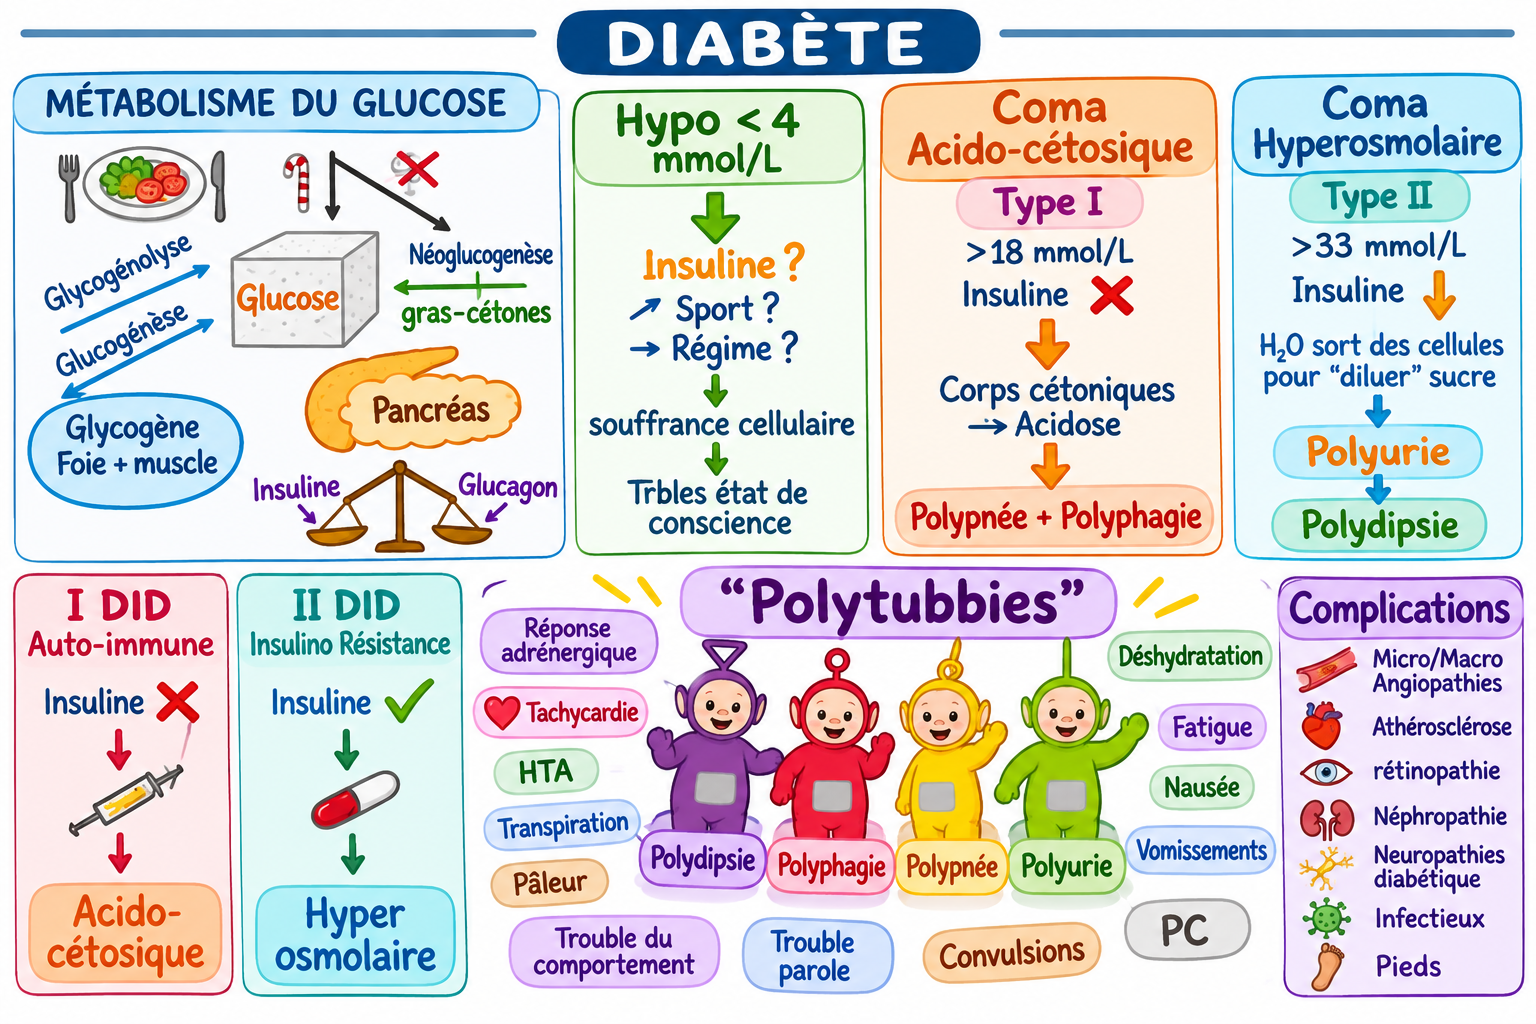 DIABÈTE
MÉTABOLISME DU GLUCOSE
Glycogénolyse
Glucogénèse
Glucose
Néoglucogenèse
gras-cétones
Pancréas
Glycogène
Foie + muscle
Insuline
Glucagon
Hypo < 4
mmol/L
Insuline ?
Sport ?
Régime ?
souffrance cellulaire
Trbles état de
conscience
Coma
Acido-cétosique
Type I
>18 mmol/L
Insuline
Corps cétoniques
→ Acidose
Polypnée + Polyphagie
Coma
Hyperosmolaire
Type II
>33 mmol/L
Insuline
H₂O sort des cellules
pour “diluer” sucre
Polyurie
Polydipsie
I DID
Auto-immune
Insuline
Acido-
cétosique
II DID
Insulino Résistance
Insuline
Hyper
osmolaire
“Polytubbies”
Réponse
adrénergique
Tachycardie
HTA
Transpiration
Pâleur
Trouble du
comportement
Trouble
parole
Convulsions
PC
Déshydratation
Fatigue
Nausée
Vomissements
Polydipsie
Polyphagie
Polypnée
Polyurie
Complications
Micro/Macro
Angiopathies
Athérosclérose
rétinopathie
Néphropathie
Neuropathies
diabétique
Infectieux
Pieds